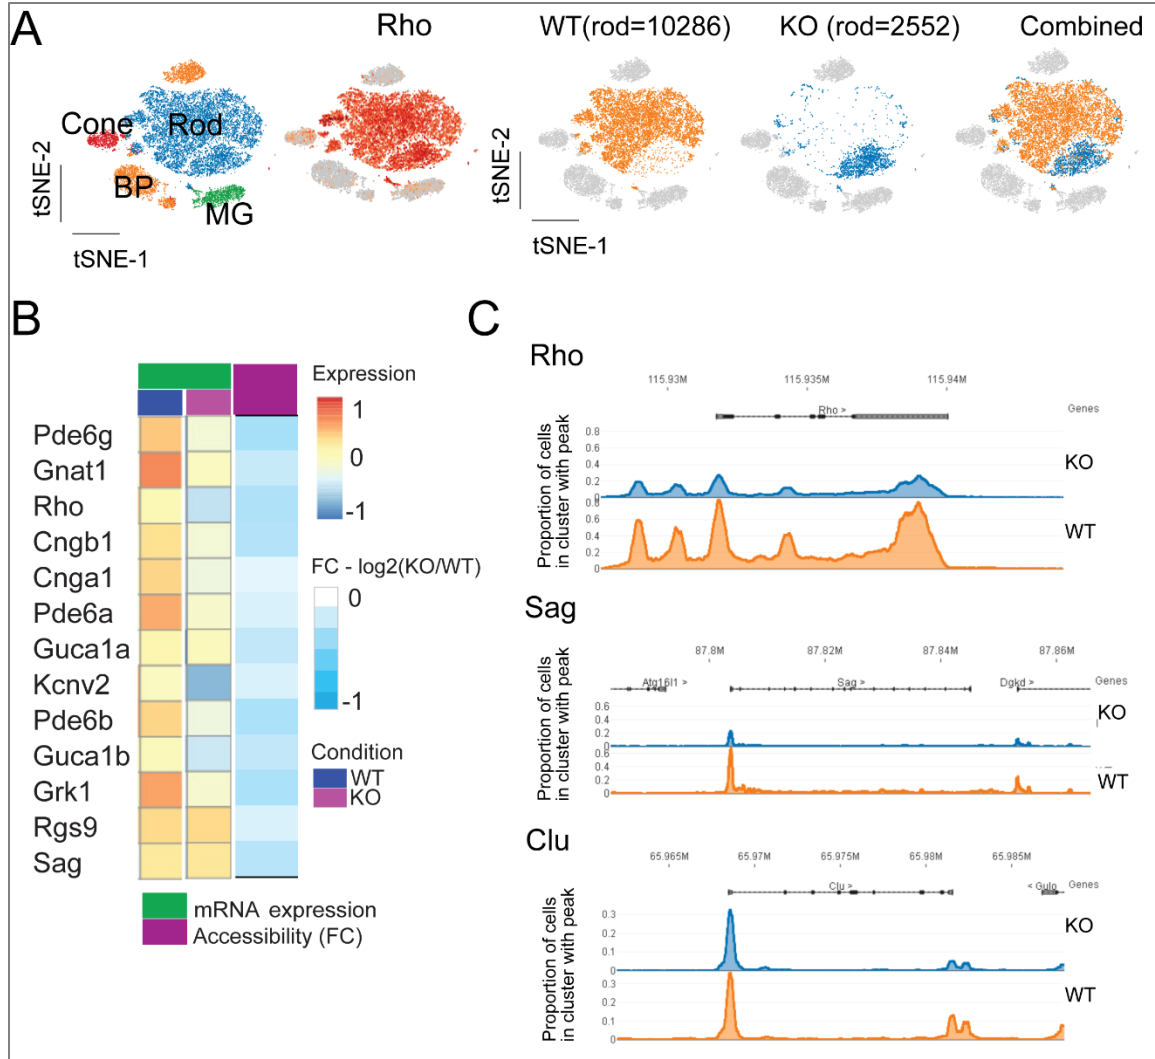 A
Rho
WT(rod=10286)
KO (rod=2552)
Combined
Cone
Rod
BP
MG
tSNE-2
tSNE-1
tSNE-2
tSNE-1
B
Expression
1
0
-1
FC - log2(KO/WT)
0
-1
Condition
WT
KO
Pde6g
Gnat1
Rho
Cngb1
Cnga1
Pde6a
Guca1a
Kcnv2
Pde6b
Guca1b
Grk1
Rgs9
Sag
mRNA expression
Accessibility (FC)
C
Rho
115.93M 115.935M 115.94M
Rho > Genes
Proportion of cells
in cluster with peak
0.8
0.6
0.4
0.2
0
KO
0.8
0.6
0.4
0.2
0
WT
Sag
87.8M 87.82M 87.84M 87.86M
Atg16l1 > Sag > Dgkd > Genes
Proportion of cells
in cluster with peak
0.6
0.4
0.2
0
KO
0.6
0.4
0.2
0
WT
Clu
65.965M 65.97M 65.975M 65.98M 65.985M
Clu > < Gulo Genes
Proportion of cells
in cluster with peak
0.3
0.2
0.1
0
KO
0.3
0.2
0.1
0
WT